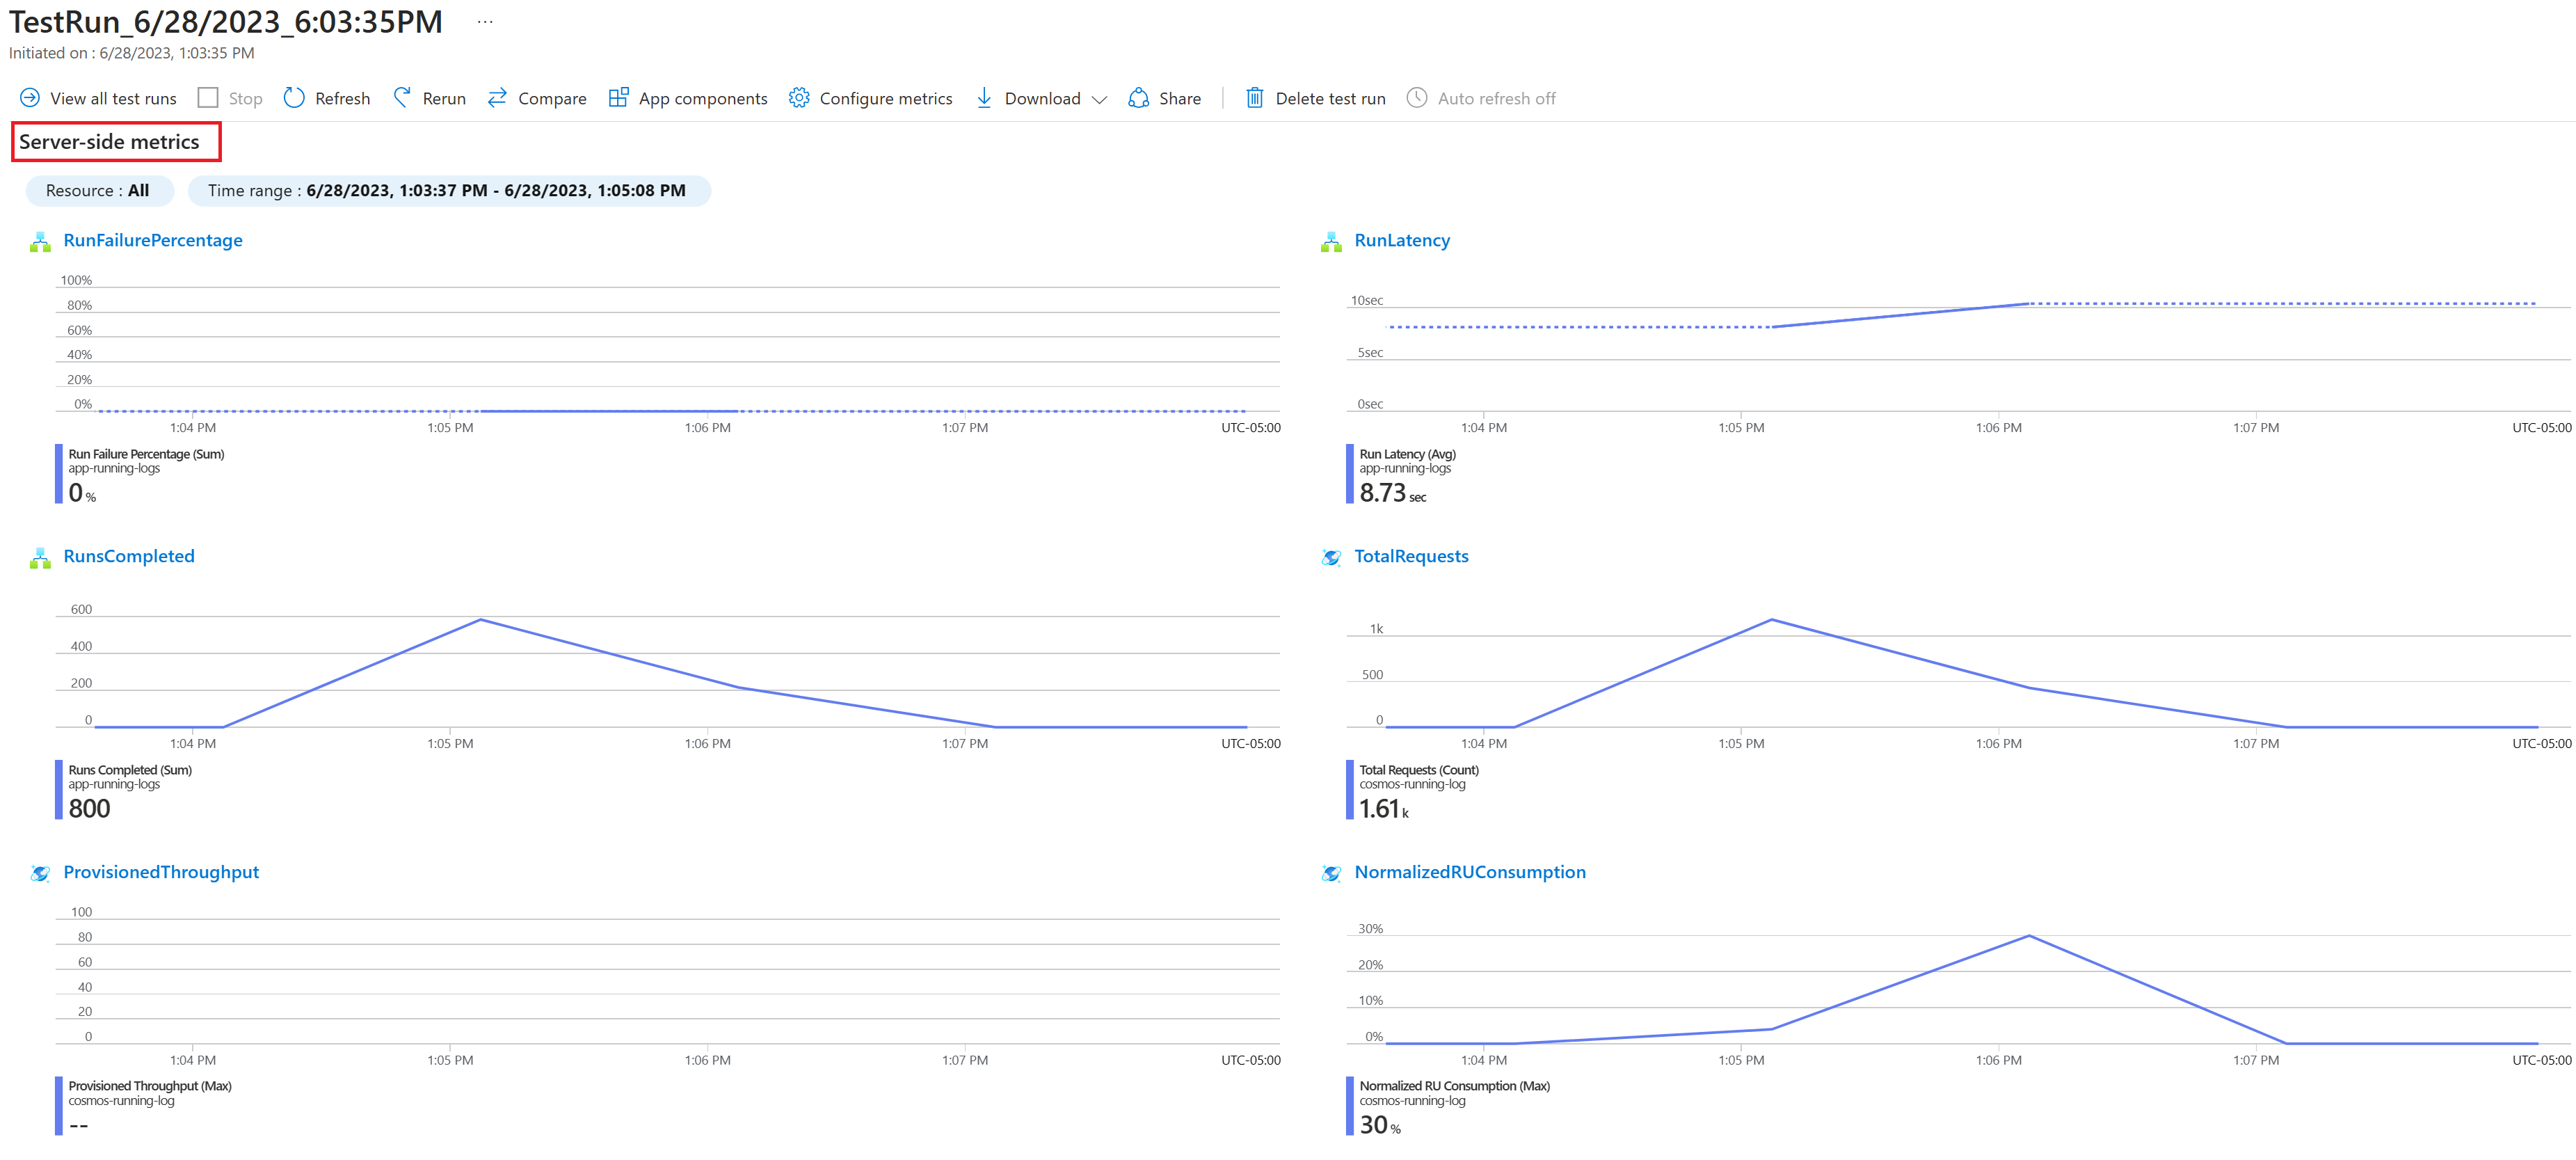 TestRun_6/28/2023_6:03:35PM ...
Initiated on : 6/28/2023, 1:03:35 PM
View all test runs Stop Refresh Rerun Compare App components Configure metrics Download Share Delete test run Auto refresh off
Server-side metrics
Resource : All Time range : 6/28/2023, 1:03:37 PM - 6/28/2023, 1:05:08 PM
RunFailurePercentage
100%
80%
60%
40%
20%
0%
1:04 PM 1:05 PM 1:06 PM 1:07 PM UTC-05:00
Run Failure Percentage (Sum)
app-running-logs
0 %
RunLatency
10sec
5sec
0sec
1:04 PM 1:05 PM 1:06 PM 1:07 PM UTC-05:00
Run Latency (Avg)
app-running-logs
8.73 sec
RunsCompleted
600
400
200
0
1:04 PM 1:05 PM 1:06 PM 1:07 PM UTC-05:00
Runs Completed (Sum)
app-running-logs
800
TotalRequests
1k
500
0
1:04 PM 1:05 PM 1:06 PM 1:07 PM UTC-05:00
Total Requests (Count)
cosmos-running-log
1.61 k
ProvisionedThroughput
100
80
60
40
20
0
1:04 PM 1:05 PM 1:06 PM 1:07 PM UTC-05:00
Provisioned Throughput (Max)
cosmos-running-log
--
NormalizedRUConsumption
30%
20%
10%
0%
1:04 PM 1:05 PM 1:06 PM 1:07 PM UTC-05:00
Normalized RU Consumption (Max)
cosmos-running-log
30 %